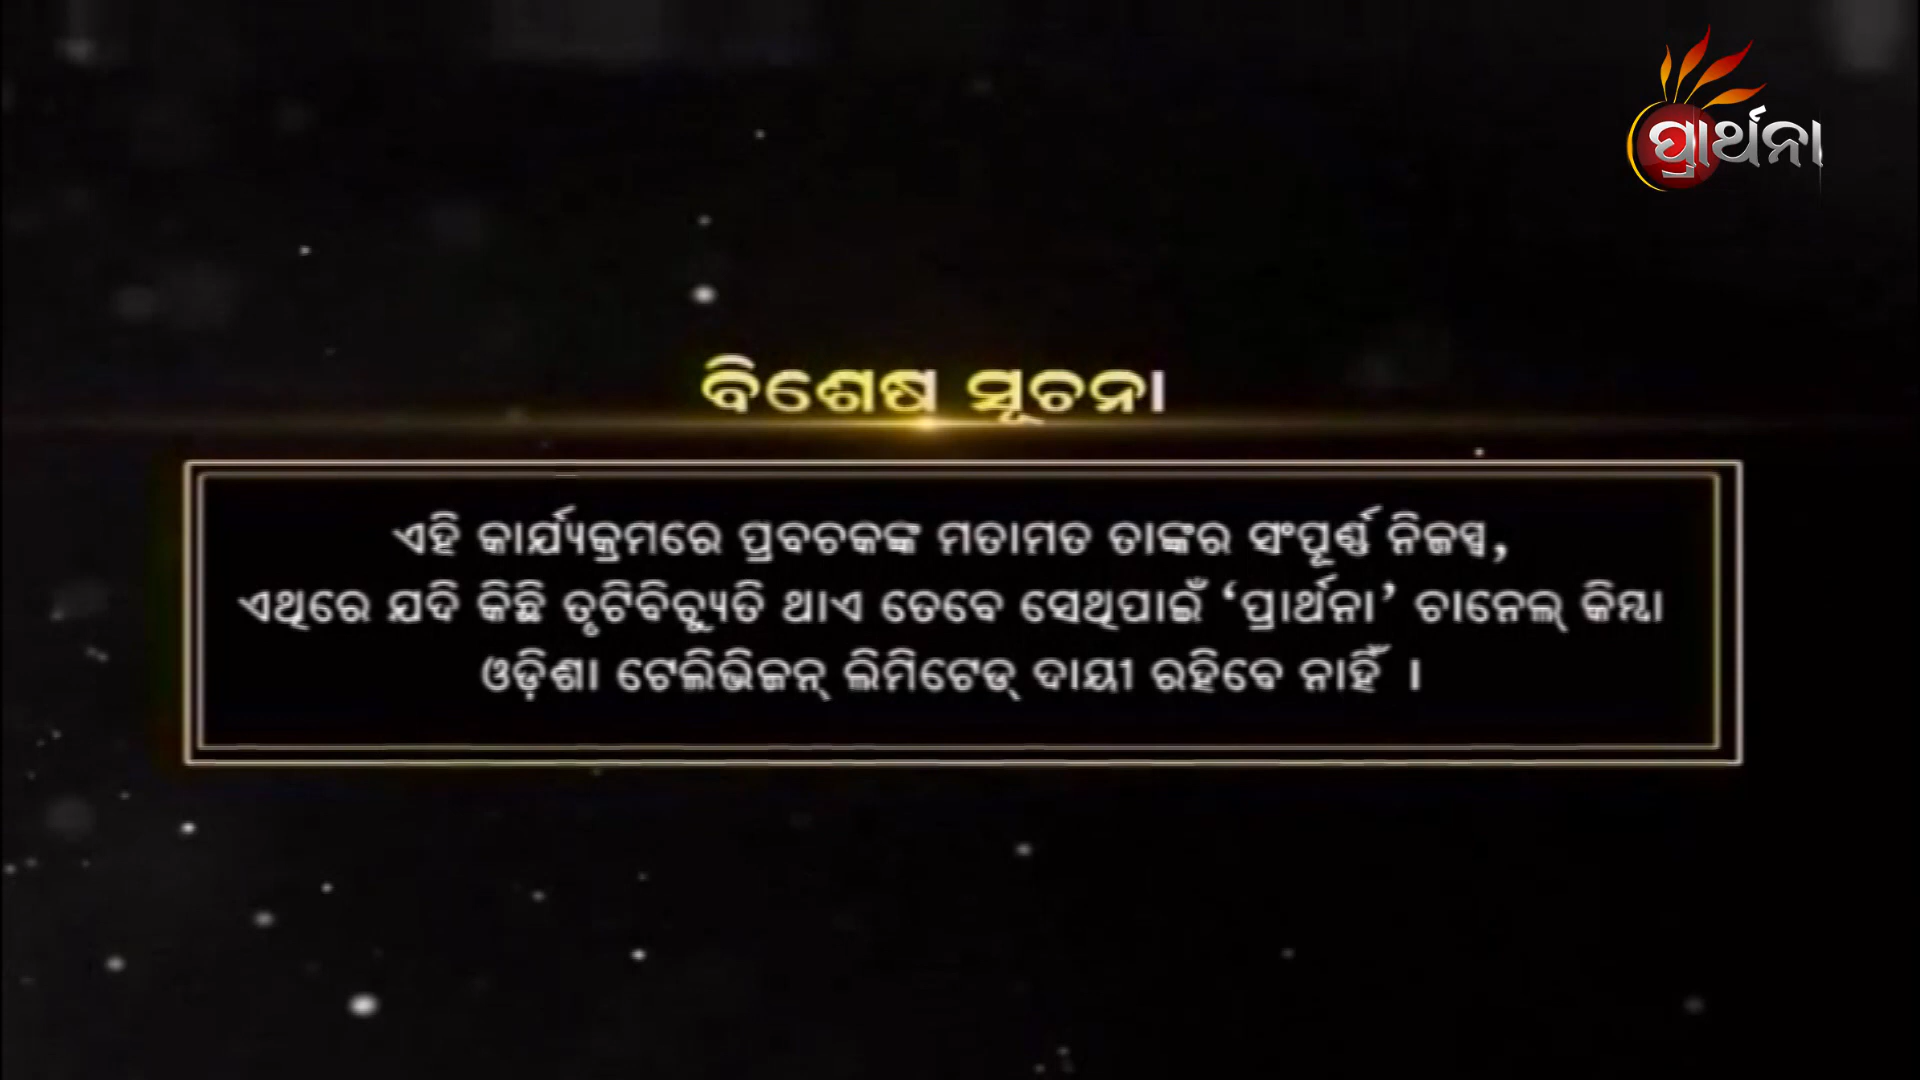 ପ୍ରାର୍ଥନା
ବିଶେଷ ସୂଚନା
ଏହି କାର୍ଯ୍ୟକ୍ରମରେ ପ୍ରବଚକଙ୍କ ମତାମତ ତାଙ୍କର ସଂପୂର୍ଣ୍ଣ ନିଜସ୍ୱ,
ଏଥିରେ ଯଦି କିଛି ତୃଟିବିଚ୍ୟୁତି ଥାଏ ତେବେ ସେଥିପାଇଁ ‘ପ୍ରାର୍ଥନା’ ଚାନେଲ୍ କିମ୍ବା
ଓଡ଼ିଶା ଟେଲିଭିଜନ୍ ଲିମିଟେଡ୍ ଦାୟୀ ରହିବେ ନାହିଁ ।